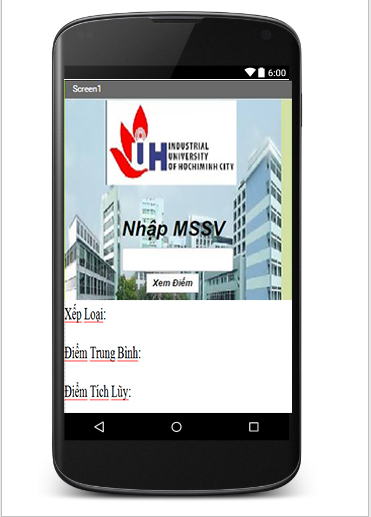 6:00
Screen1
INDUSTRIAL
UNIVERSITY
OF HOCHIMINH CITY
Nhập MSSV
Xem Điểm
Xếp Loại:
Điểm Trung Bình:
Điểm Tích Lũy: